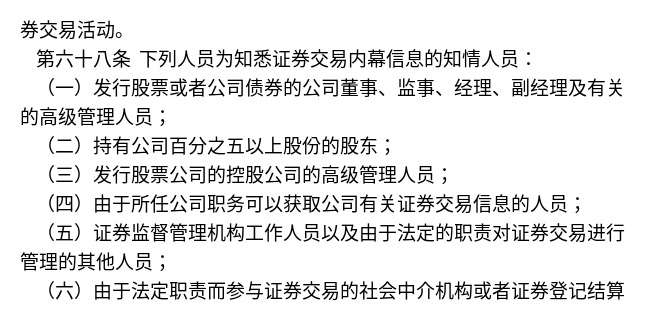 券交易活动。
第六十八条 下列人员为知悉证券交易内幕信息的知情人员：
（一）发行股票或者公司债券的公司董事、监事、经理、副经理及有关
的高级管理人员；
（二）持有公司百分之五以上股份的股东；
（三）发行股票公司的控股公司的高级管理人员；
（四）由于所任公司职务可以获取公司有关证券交易信息的人员；
（五）证券监督管理机构工作人员以及由于法定的职责对证券交易进行
管理的其他人员；
（六）由于法定职责而参与证券交易的社会中介机构或者证券登记结算